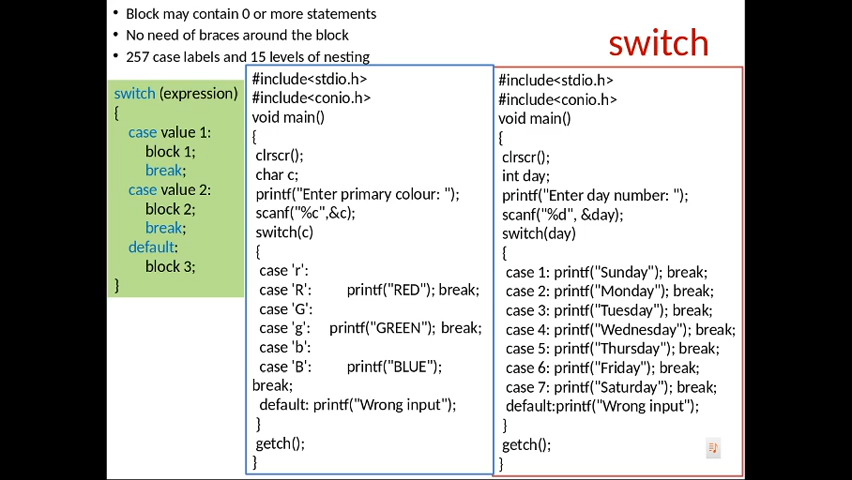 • Block may contain 0 or more statements
• No need of braces around the block
• 257 case labels and 15 levels of nesting
switch
switch (expression)
{
case value 1:
block 1;
break;
case value 2:
block 2;
break;
default:
block 3;
}
#include<stdio.h>
#include<conio.h>
void main()
{
clrscr();
char c;
printf("Enter primary colour: ");
scanf("%c",&c);
switch(c)
{
case 'r':
case 'R': printf("RED"); break;
case 'G':
case 'g': printf("GREEN"); break;
case 'b':
case 'B': printf("BLUE");
break;
default: printf("Wrong input");
}
getch();
}
#include<stdio.h>
#include<conio.h>
void main()
{
clrscr();
int day;
printf("Enter day number: ");
scanf("%d", &day);
switch(day)
{
case 1: printf("Sunday"); break;
case 2: printf("Monday"); break;
case 3: printf("Tuesday"); break;
case 4: printf("Wednesday"); break;
case 5: printf("Thursday"); break;
case 6: printf("Friday"); break;
case 7: printf("Saturday"); break;
default:printf("Wrong input");
}
getch();
}